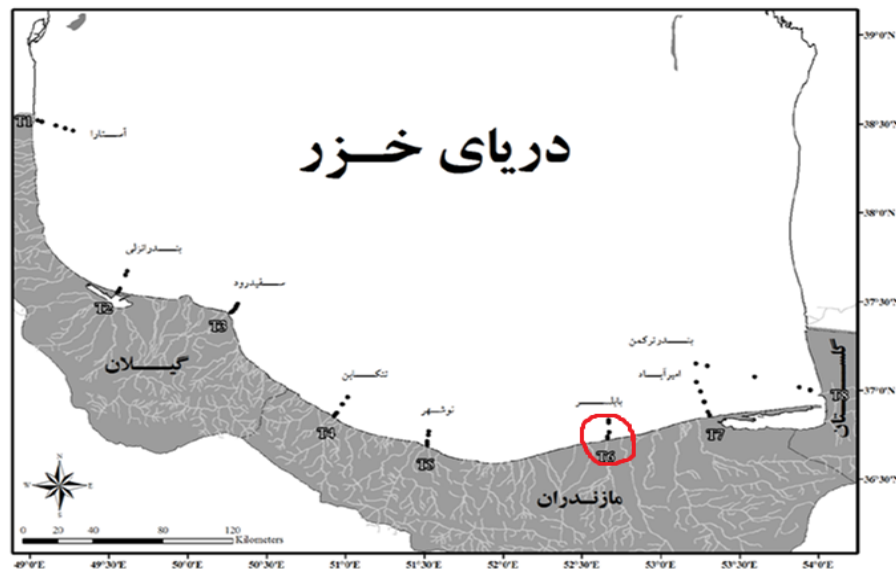 39°0'N
T1
آستارا
38°30'N
دریای خزر
38°0'N
بندرانزلی
سفیدرود
T2
T3
37°30'N
گیلان
بندرترکمن
امیرآباد
گلستان
تنکابن
نوشهر
بابلسر
37°0'N
T8
T4
T5
T6
T7
مازندران
36°30'N
N
W E
S
0 20 40 80 120
Kilometers
49°0'E 49°30'E 50°0'E 50°30'E 51°0'E 51°30'E 52°0'E 52°30'E 53°0'E 53°30'E 54°0'E